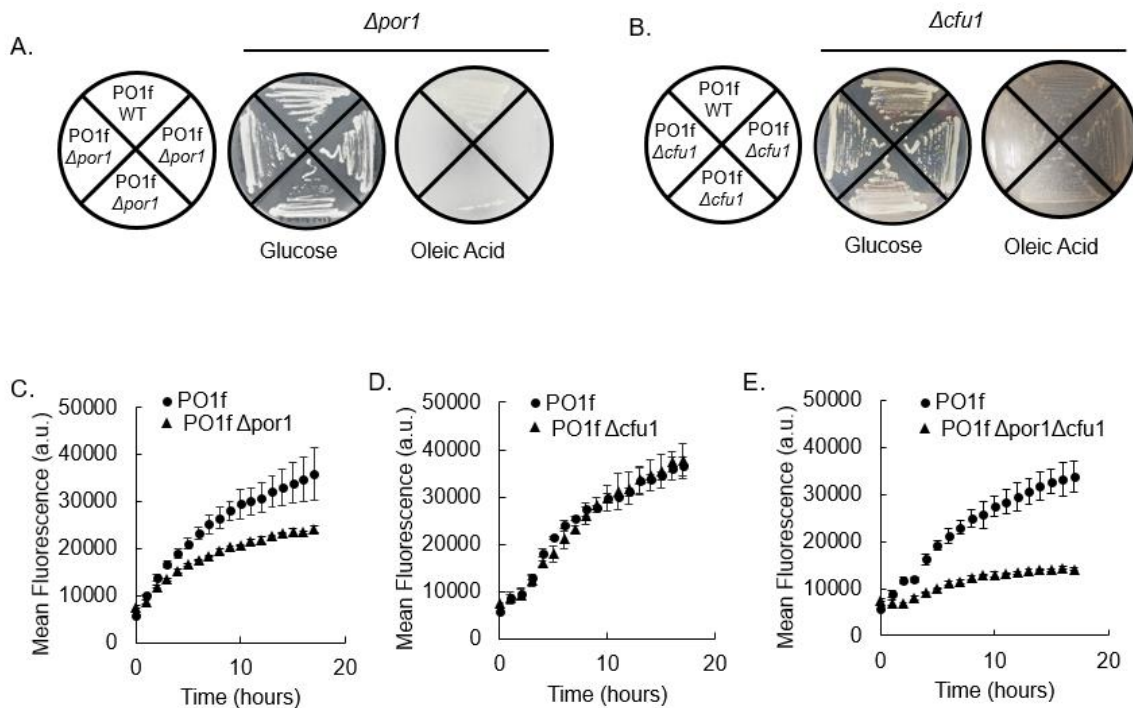 A.
Δpor1
PO1f
WT
PO1f
Δpor1
PO1f
Δpor1
PO1f
Δpor1
Glucose
Oleic Acid
B.
Δcfu1
PO1f
WT
PO1f
Δcfu1
PO1f
Δcfu1
PO1f
Δcfu1
Glucose
Oleic Acid
C.
PO1f
PO1f Δpor1
Mean Fluorescence (a.u.)
50000
40000
30000
20000
10000
0
0 10 20
Time (hours)
D.
PO1f
PO1f Δcfu1
Mean Fluorescence (a.u.)
50000
40000
30000
20000
10000
0
0 10 20
Time (hours)
E.
PO1f
PO1f Δpor1Δcfu1
Mean Fluorescence (a.u.)
50000
40000
30000
20000
10000
0
0 10 20
Time (hours)